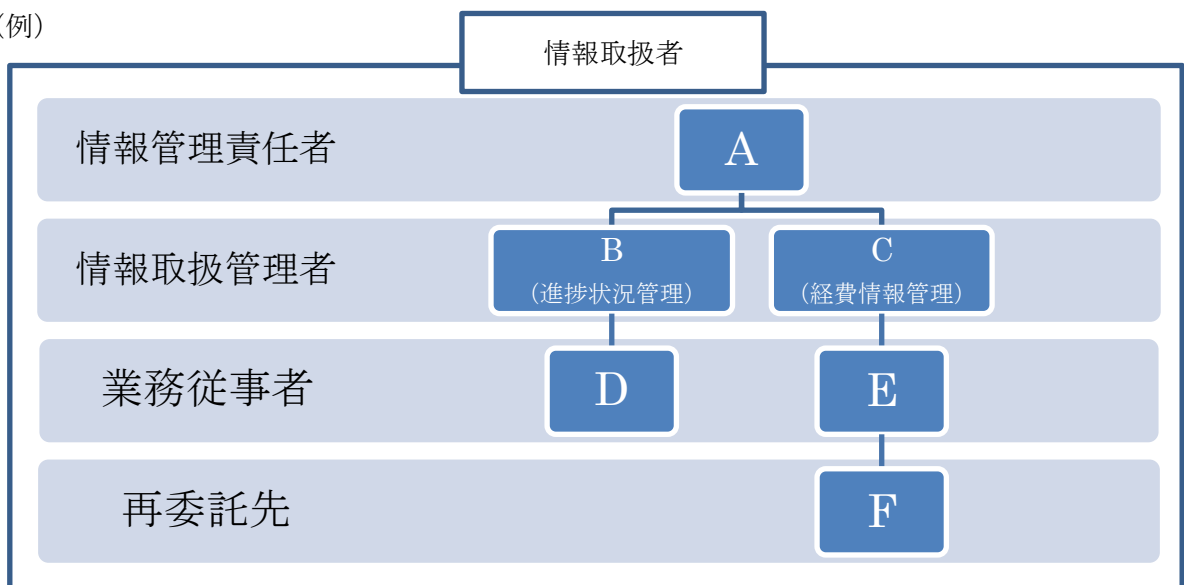 (例)
情報取扱者
情報管理責任者
A
情報取扱管理者
B
(進捗状況管理)
C
(経費情報管理)
業務従事者
D
E
再委託先
F